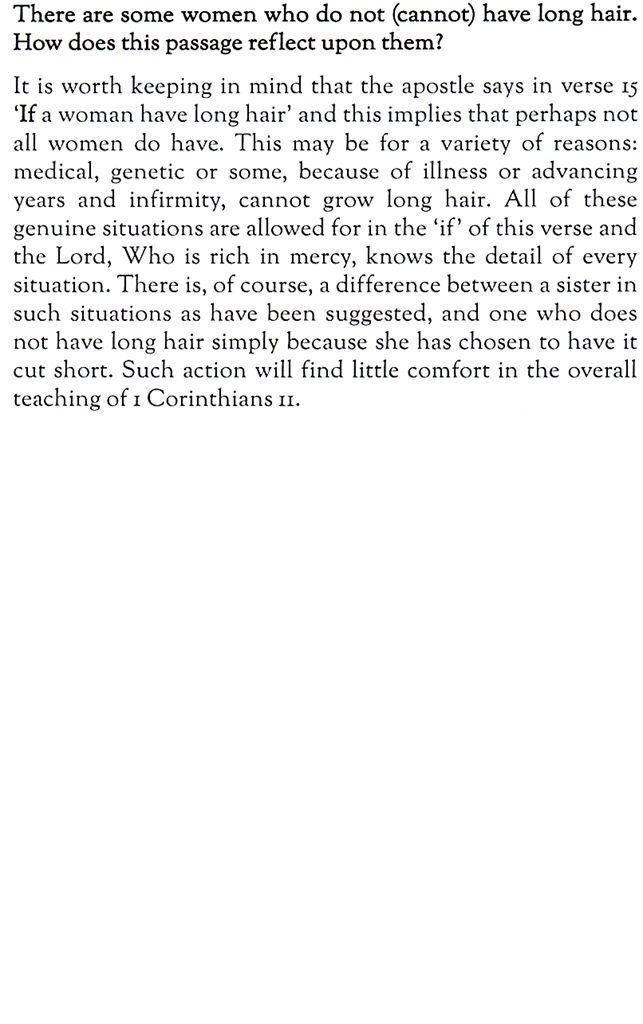 There are some women who do not (cannot) have long hair.
How does this passage reflect upon them?
It is worth keeping in mind that the apostle says in verse 15
‘If a woman have long hair’ and this implies that perhaps not
all women do have. This may be for a variety of reasons:
medical, genetic or some, because of illness or advancing
years and infirmity, cannot grow long hair. All of these
genuine situations are allowed for in the ‘if’ of this verse and
the Lord, Who is rich in mercy, knows the detail of every
situation. There is, of course, a difference between a sister in
such situations as have been suggested, and one who does
not have long hair simply because she has chosen to have it
cut short. Such action will find little comfort in the overall
teaching of 1 Corinthians 11.